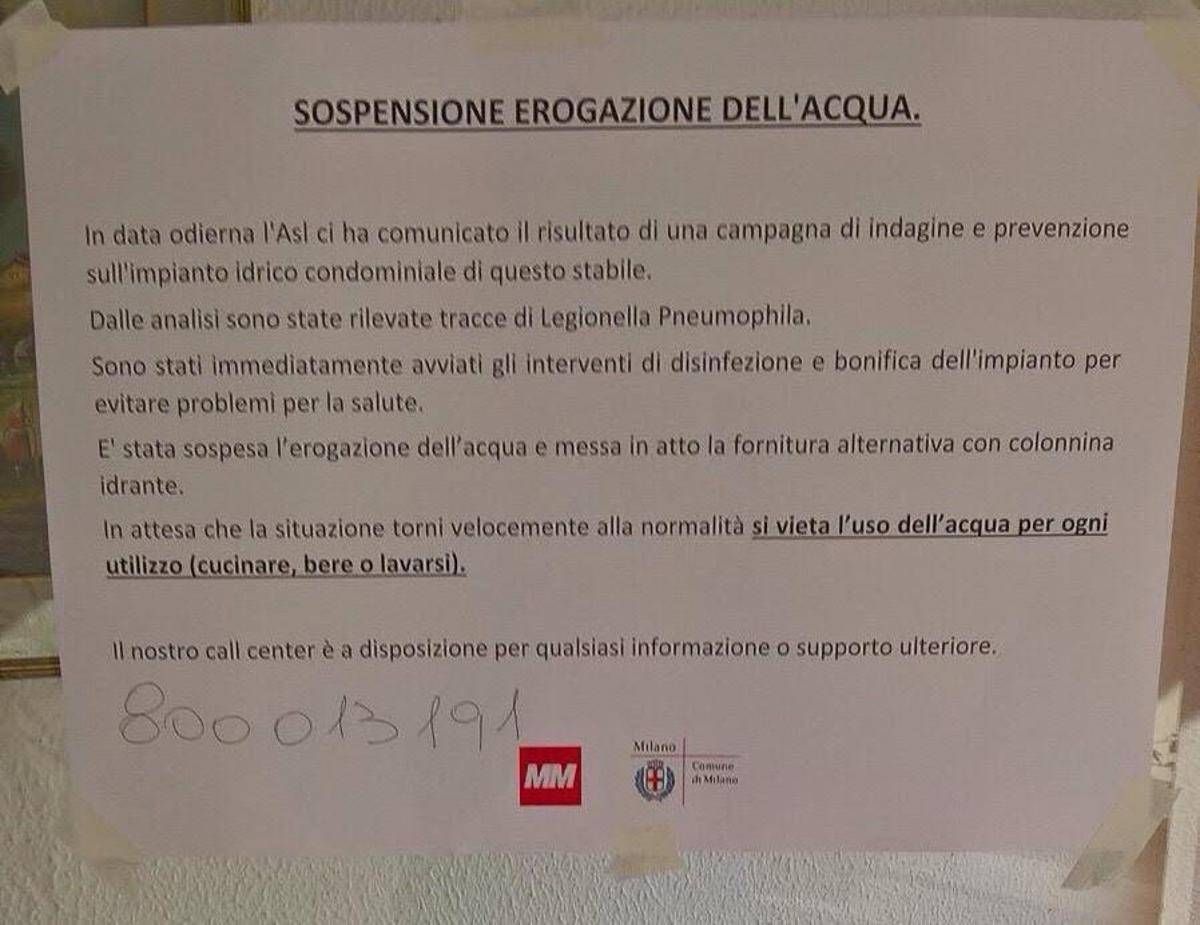 SOSPENSIONE EROGAZIONE DELL'ACQUA.
In data odierna l'Asl ci ha comunicato il risultato di una campagna di indagine e prevenzione
sull'impianto idrico condominiale di questo stabile.
Dalle analisi sono state rilevate tracce di Legionella Pneumophila.
Sono stati immediatamente avviati gli interventi di disinfezione e bonifica dell'impianto per
evitare problemi per la salute.
E' stata sospesa l'erogazione dell'acqua e messa in atto la fornitura alternativa con colonnina
idrante.
In attesa che la situazione torni velocemente alla normalità si vieta l'uso dell'acqua per ogni
utilizzo (cucinare, bere o lavarsi).
Il nostro call center è a disposizione per qualsiasi informazione o supporto ulteriore.
800 013 191
MM
Milano
Comune
di Milano